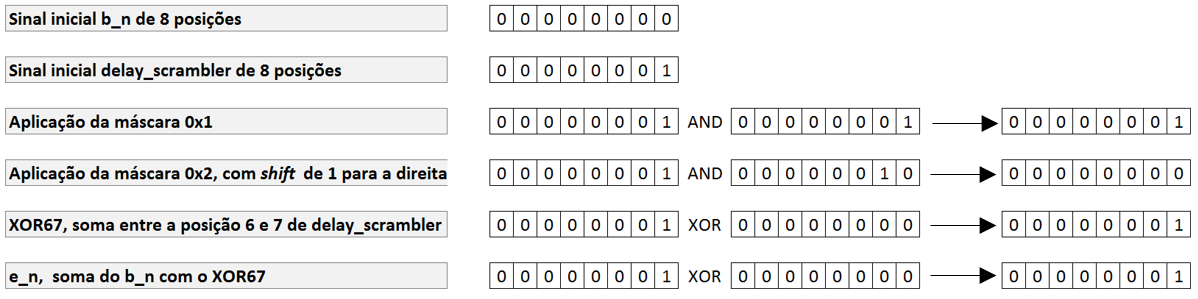 Sinal inicial b_n de 8 posições 0 0 0 0 0 0 0 0
Sinal inicial delay_scrambler de 8 posições 0 0 0 0 0 0 0 1
Aplicação da máscara 0x1 0 0 0 0 0 0 0 1 AND 0 0 0 0 0 0 0 1 0 0 0 0 0 0 0 1
Aplicação da máscara 0x2, com shift de 1 para a direita 0 0 0 0 0 0 0 1 AND 0 0 0 0 0 0 1 0 0 0 0 0 0 0 0 0
XOR67, soma entre a posição 6 e 7 de delay_scrambler 0 0 0 0 0 0 0 1 XOR 0 0 0 0 0 0 0 0 0 0 0 0 0 0 0 1
e_n, soma do b_n com o XOR67 0 0 0 0 0 0 0 1 XOR 0 0 0 0 0 0 0 0 0 0 0 0 0 0 0 1